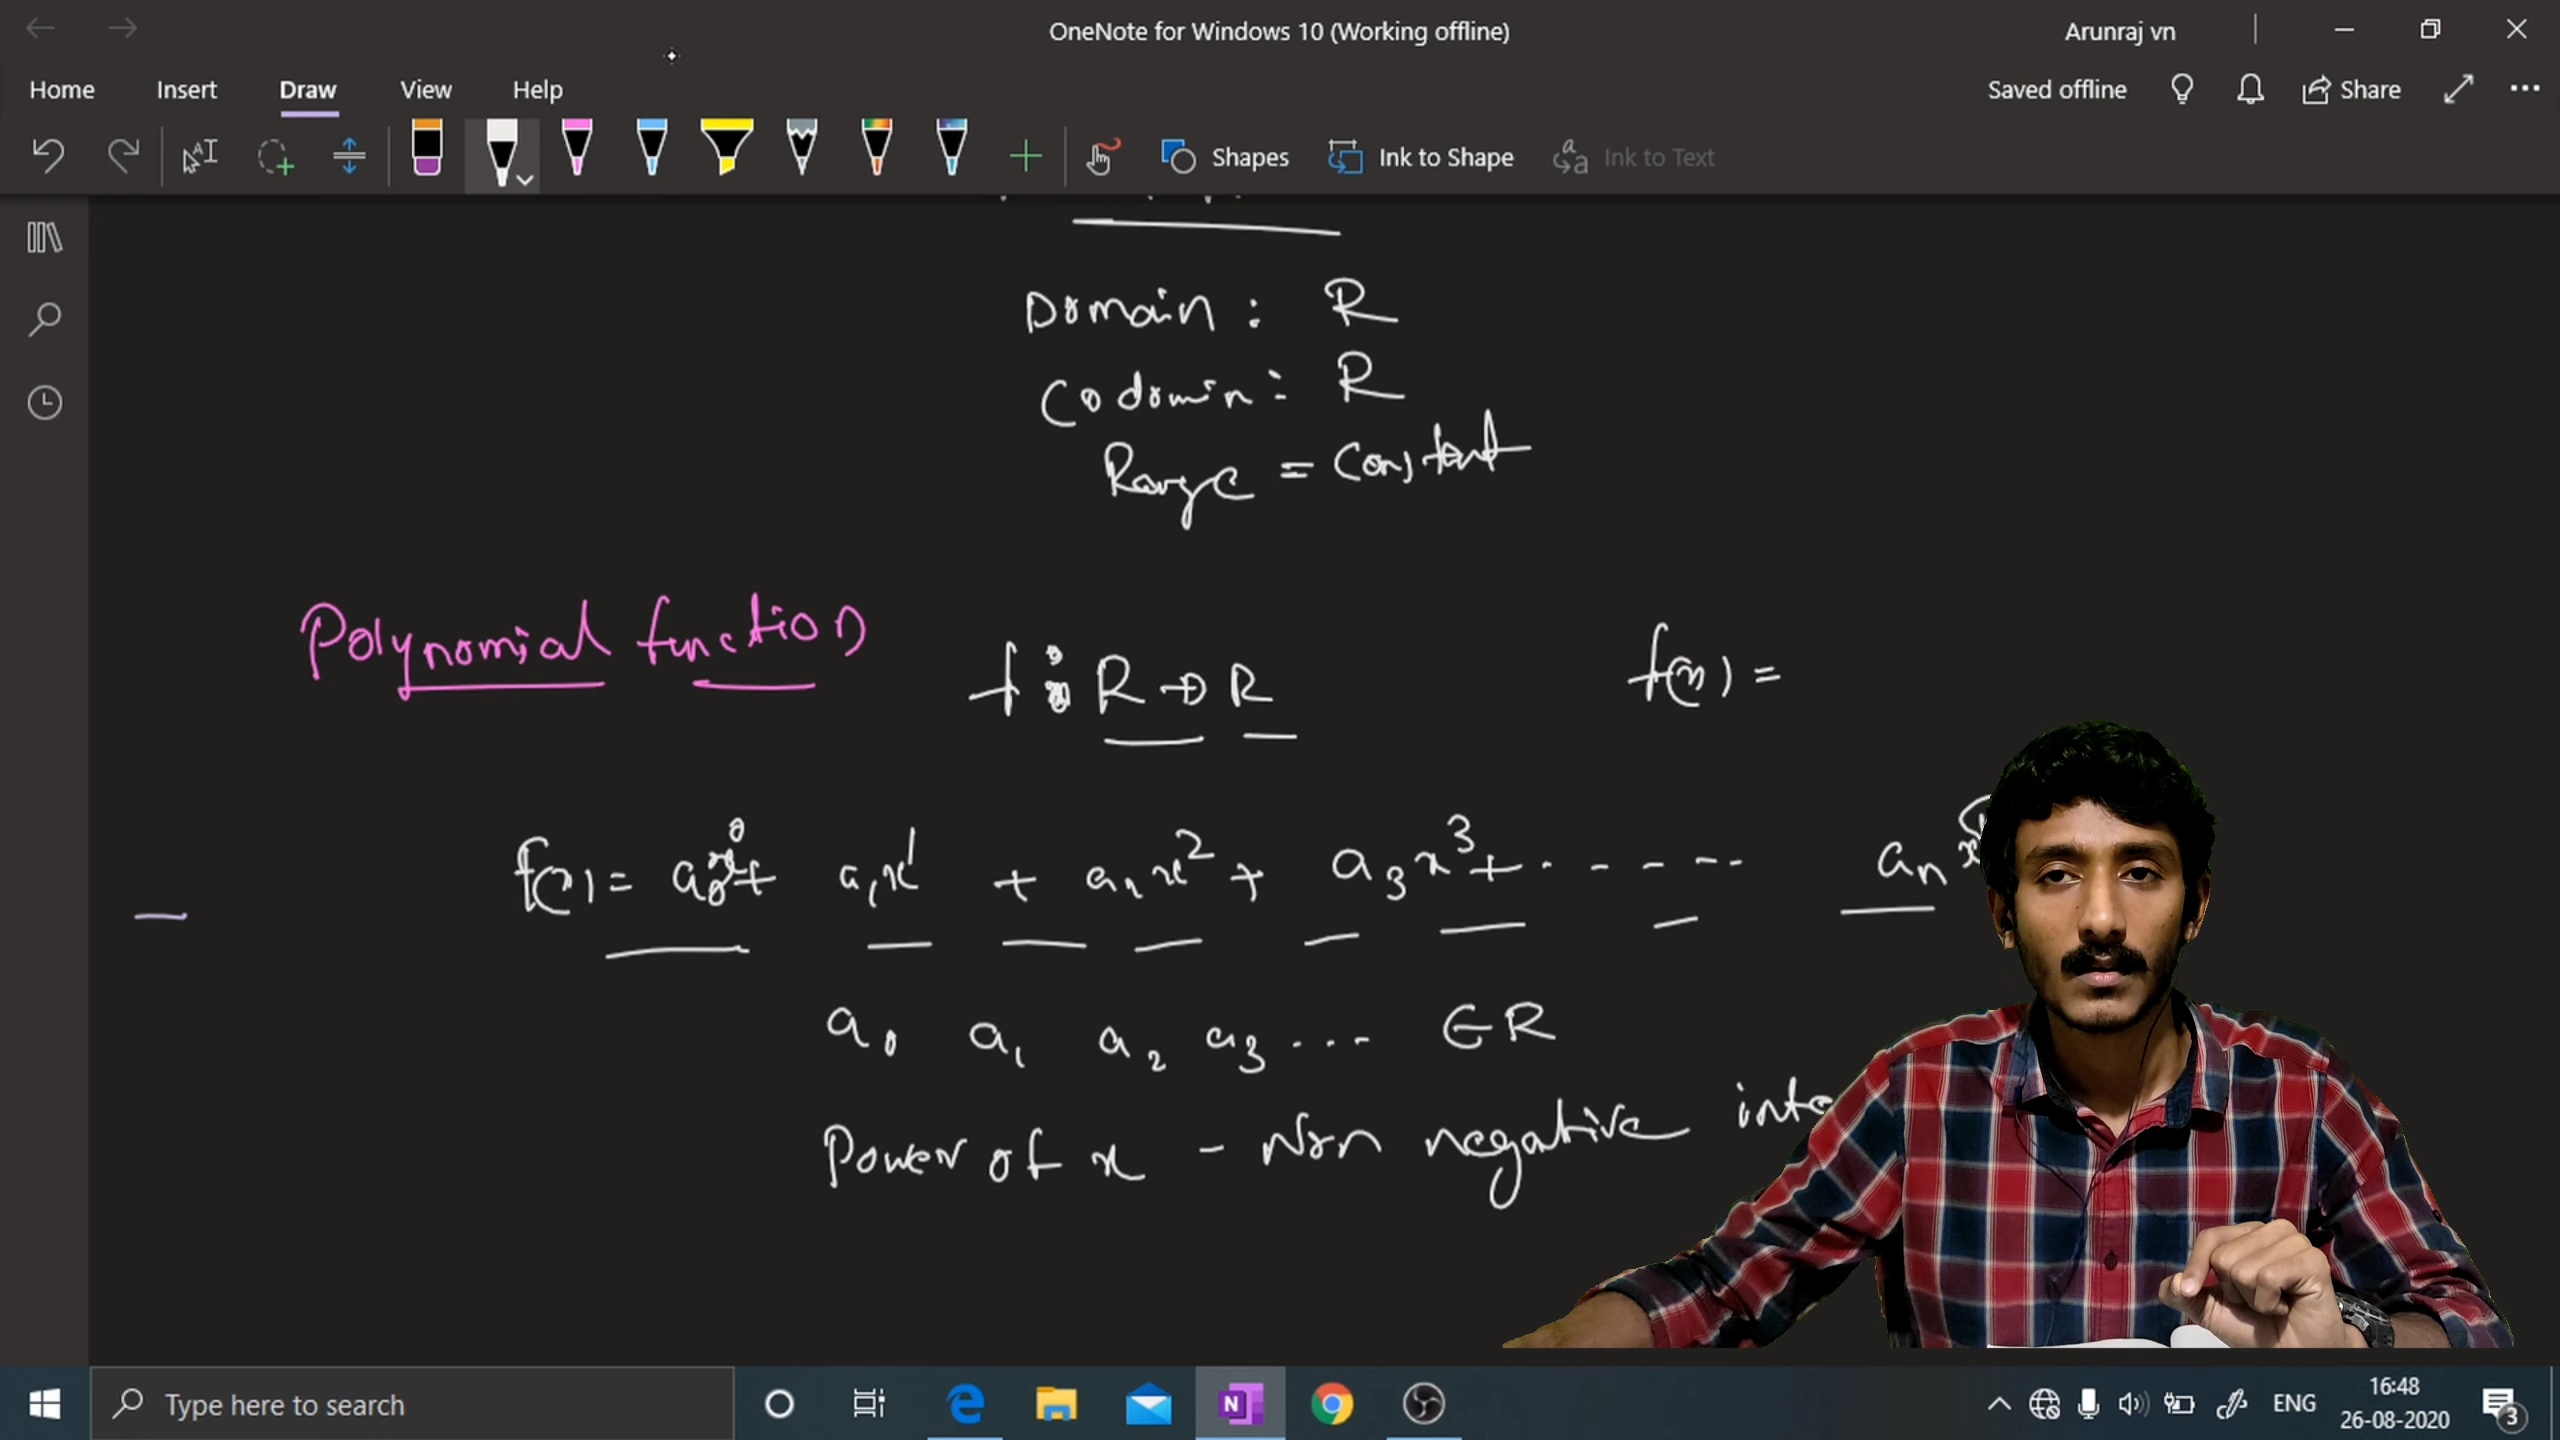 OneNote for Windows 10 (Working offline)
Arunraj vn
Home Insert Draw View Help
Saved offline Share
Shapes Ink to Shape Ink to Text
Domain : R
Codomin : R
Range = Constant
Polynomial function
f : R → R
f(x) =
f(x) = a₀x⁰ + a₁x¹ + a₂x² + a₃x³ + ------ aₙ
a₀ a₁ a₂ a₃ ... ∈ R
Power of x - Non negative
Type here to search
ENG
16:48
26-08-2020
3